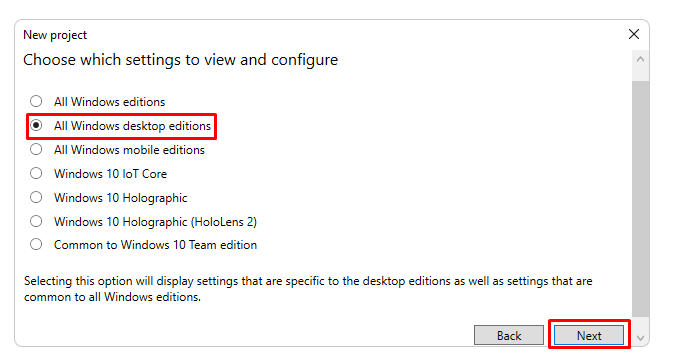 New project
Choose which settings to view and configure
All Windows editions
All Windows desktop editions
All Windows mobile editions
Windows 10 IoT Core
Windows 10 Holographic
Windows 10 Holographic (HoloLens 2)
Common to Windows 10 Team edition
Selecting this option will display settings that are specific to the desktop editions as well as settings that are
common to all Windows editions.
Back Next